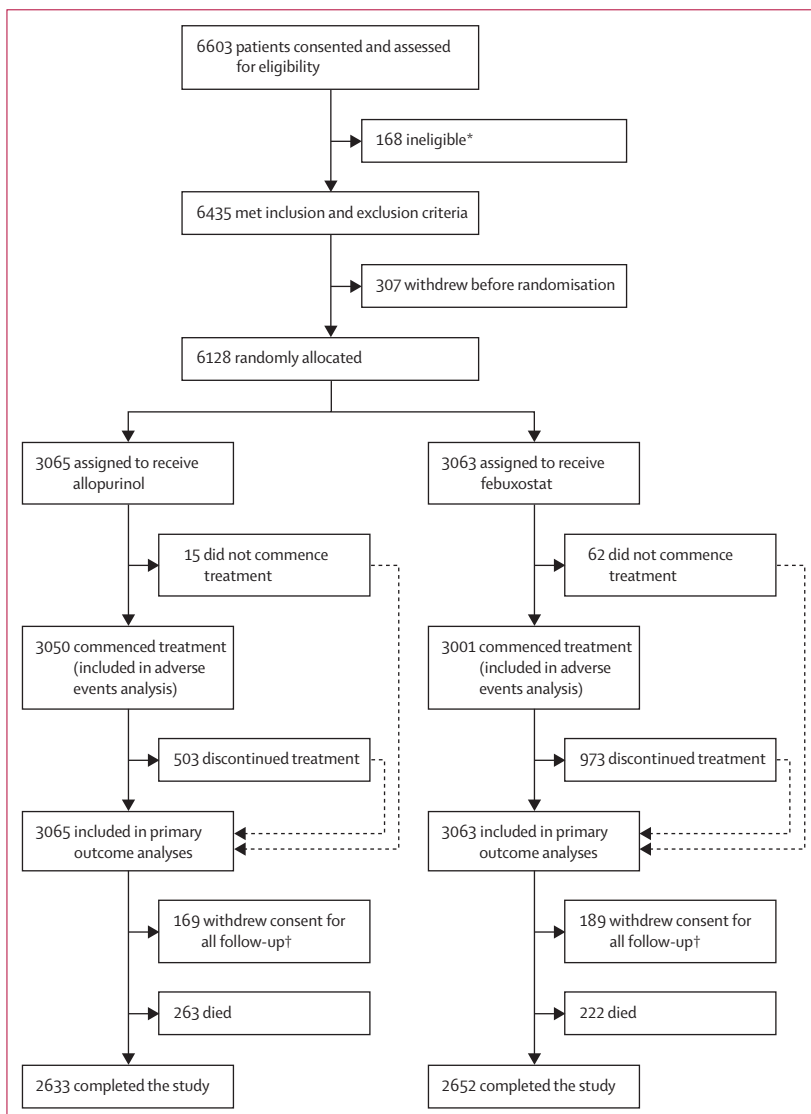 6603 patients consented and assessed
for eligibility
168 ineligible*
6435 met inclusion and exclusion criteria
307 withdrew before randomisation
6128 randomly allocated
3065 assigned to receive
allopurinol
3063 assigned to receive
febuxostat
15 did not commence
treatment
62 did not commence
treatment
3050 commenced treatment
(included in adverse
events analysis)
3001 commenced treatment
(included in adverse
events analysis)
503 discontinued treatment
973 discontinued treatment
3065 included in primary
outcome analyses
3063 included in primary
outcome analyses
169 withdrew consent for
all follow-up†
189 withdrew consent for
all follow-up†
263 died
222 died
2633 completed the study
2652 completed the study